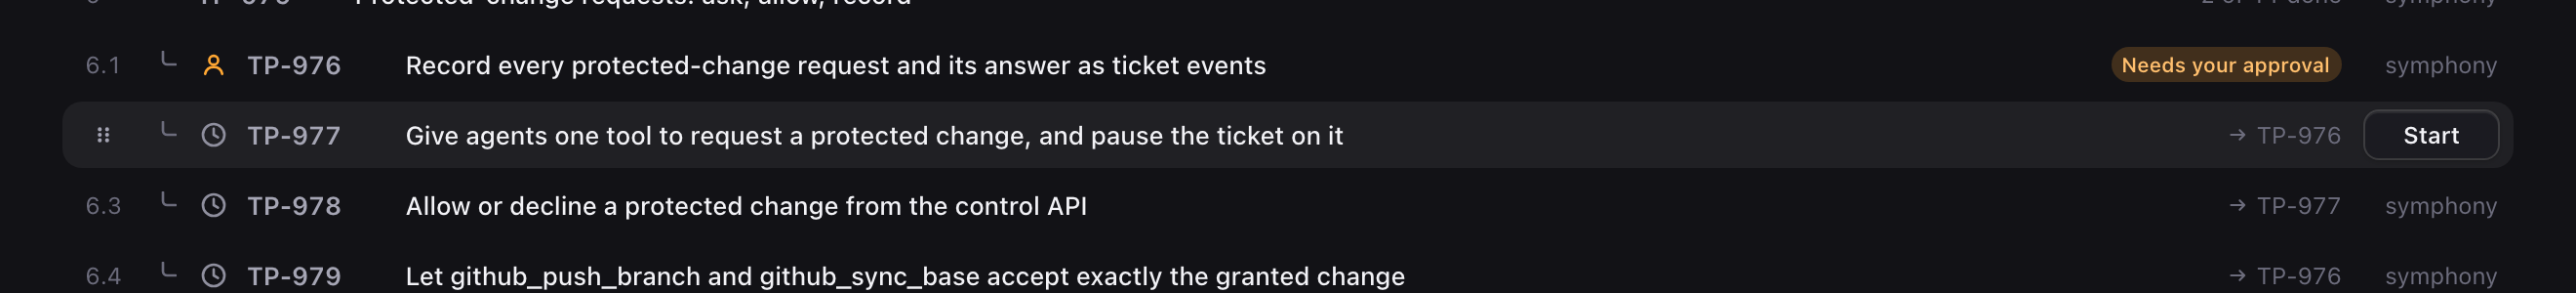 6.1 TP-976 Record every protected-change request and its answer as ticket events Needs your approval symphony
TP-977 Give agents one tool to request a protected change, and pause the ticket on it → TP-976 Start
6.3 TP-978 Allow or decline a protected change from the control API → TP-977 symphony
6.4 TP-979 Let github_push_branch and github_sync_base accept exactly the granted change → TP-976 symphony